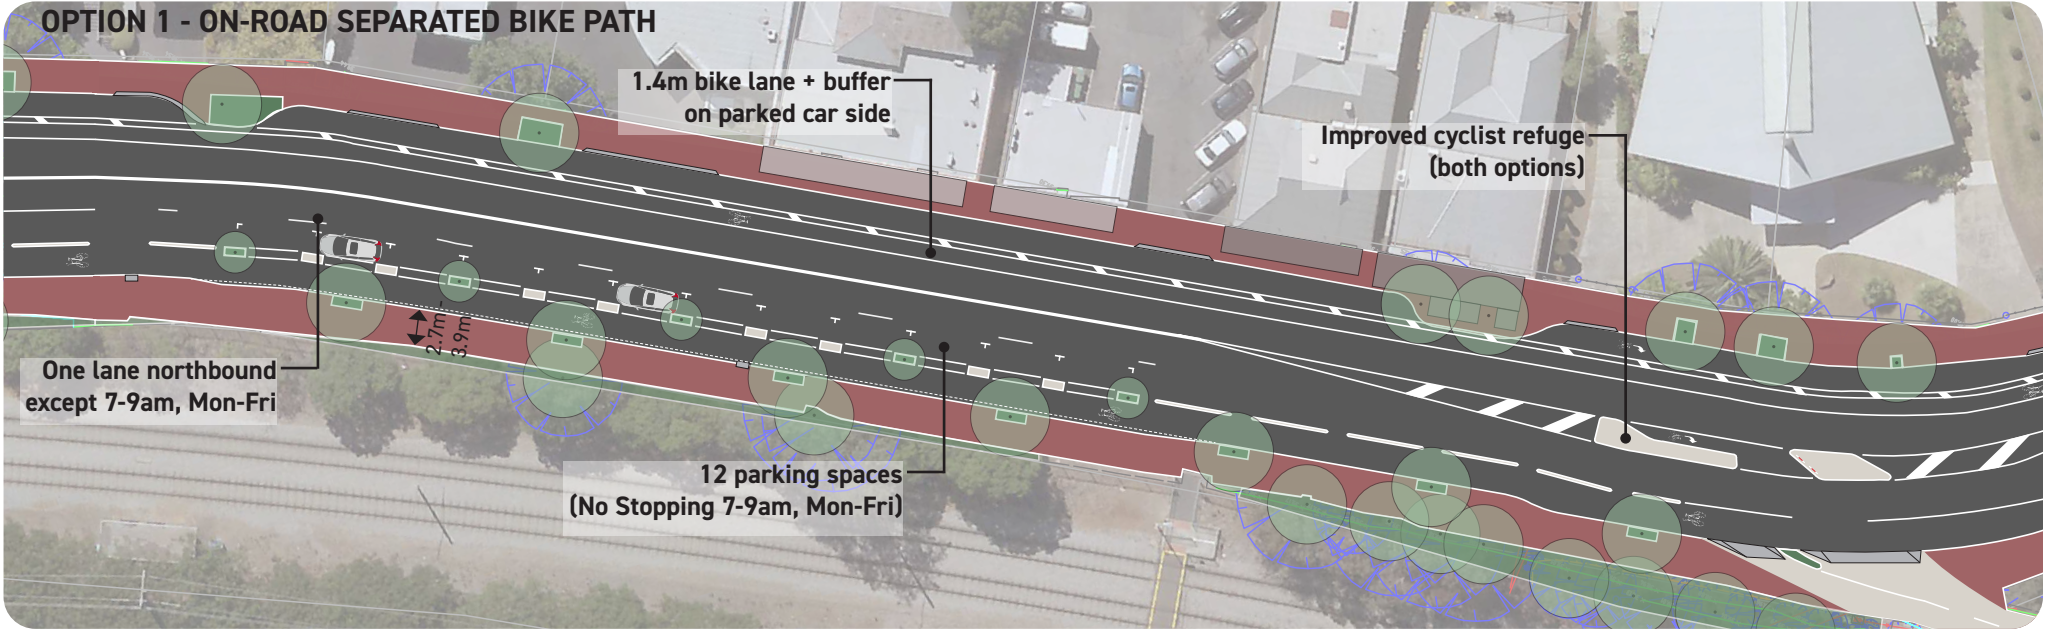 OPTION 1 - ON-ROAD SEPARATED BIKE PATH
1.4m bike lane + buffer
on parked car side
Improved cyclist refuge
(both options)
2.7m -
3.9m
One lane northbound
except 7-9am, Mon-Fri
12 parking spaces
(No Stopping 7-9am, Mon-Fri)